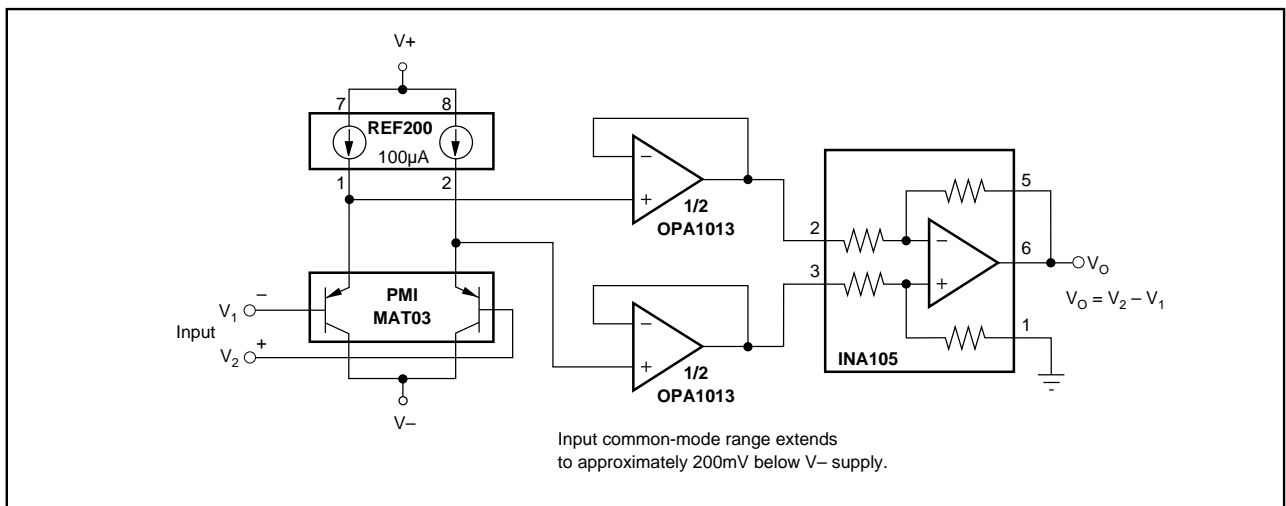 V+
7 8
REF200
100µA
1 2
PMI
MAT03
V1
–
Input
V2
+
V–
–
+
1/2
OPA1013
–
+
1/2
OPA1013
2
3
–
+
5
6
1
INA105
VO
VO = V2 – V1
Input common-mode range extends
to approximately 200mV below V– supply.